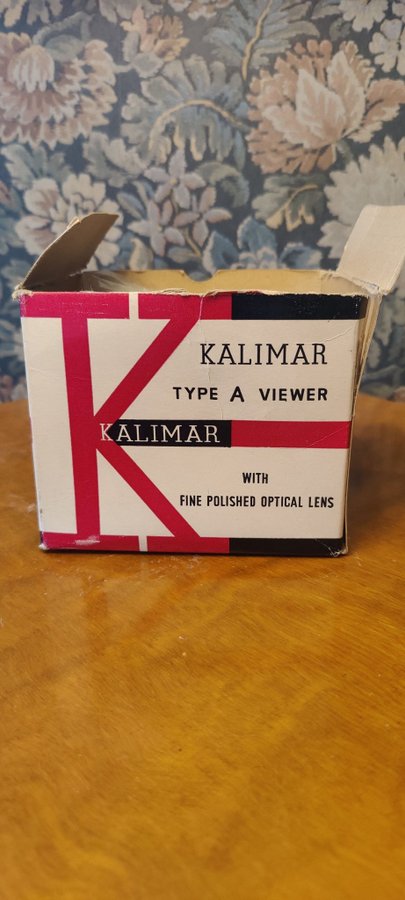 KALIMAR
TYPE A VIEWER
K KALIMAR
WITH
FINE POLISHED OPTICAL LENS